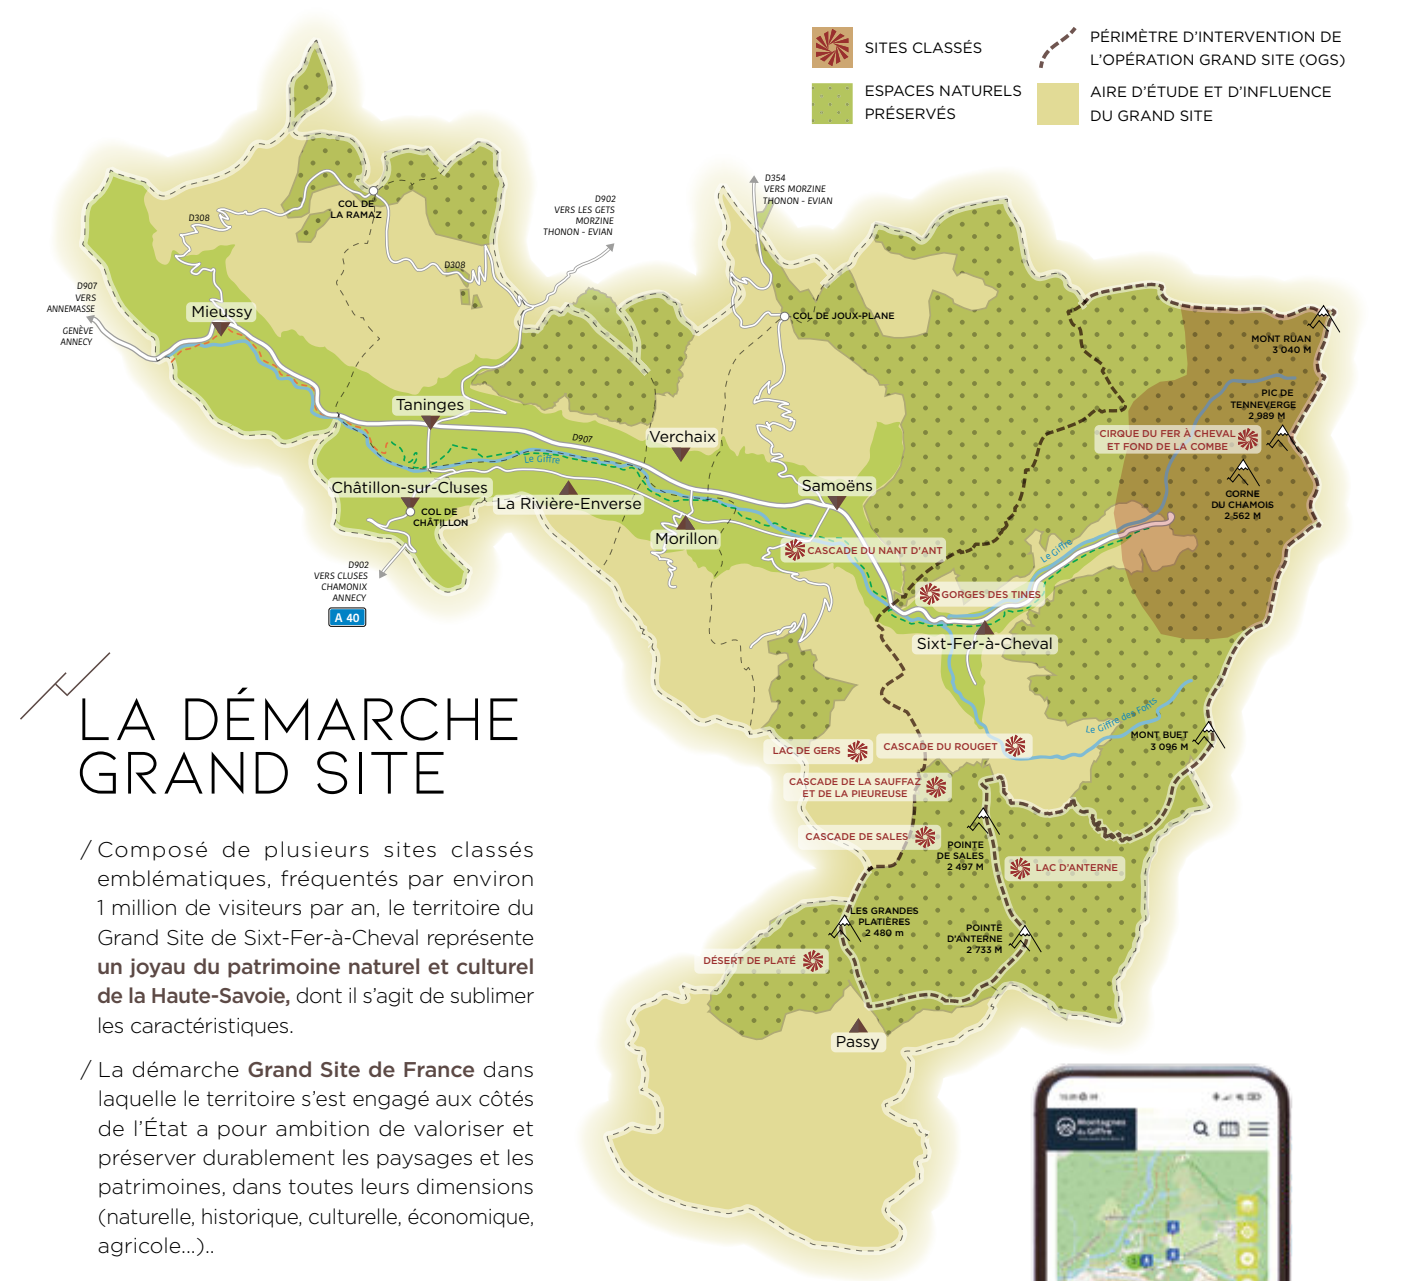 SITES CLASSÉS
ESPACES NATURELS
PRÉSERVÉS
PÉRIMÈTRE D'INTERVENTION DE
L'OPÉRATION GRAND SITE (OGS)
AIRE D'ÉTUDE ET D'INFLUENCE
DU GRAND SITE
COL DE
LA RAMAZ
D308
D308
D902
VERS LES GETS
MORZINE
THONON - EVIAN
D354
VERS MORZINE
THONON - EVIAN
D907
VERS
ANNEMASSE
GENÈVE
ANNECY
Mieussy
COL DE JOUX-PLANE
MONT RUAN
3 040 M
PIC DE
TENNEVERGE
2 989 M
CIRQUE DU FER À CHEVAL
ET FOND DE LA COMBE
CORNE
DU CHAMOIS
2 562 M
Taninges
D907
Verchaix
Le Giffre
Samoëns
Châtillon-sur-Cluses
COL DE
CHÂTILLON
La Rivière-Enverse
Morillon
CASCADE DU NANT D'ANT
Le Giffre
D902
VERS CLUSES
CHAMONIX
ANNECY
A 40
GORGES DES TINES
Sixt-Fer-à-Cheval
Le Giffre des Fonts
MONT BUET
3 096 M
LAC DE GERS
CASCADE DU ROUGET
CASCADE DE LA SAUFFAZ
ET DE LA PIEUREUSE
CASCADE DE SALES
POINTE
DE SALES
2 497 M
LAC D'ANTERNE
LES GRANDES
PLATIÈRES
2 480 m
POINTE
D'ANTERNE
2 733 M
DÉSERT DE PLATÉ
Passy
LA DÉMARCHE
GRAND SITE
/ Composé de plusieurs sites classés
emblématiques, fréquentés par environ
1 million de visiteurs par an, le territoire du
Grand Site de Sixt-Fer-à-Cheval représente
un joyau du patrimoine naturel et culturel
de la Haute-Savoie, dont il s'agit de sublimer
les caractéristiques.
/ La démarche Grand Site de France dans
laquelle le territoire s'est engagé aux côtés
de l'État a pour ambition de valoriser et
préserver durablement les paysages et les
patrimoines, dans toutes leurs dimensions
(naturelle, historique, culturelle, économique,
agricole...)..
Montagnes
du Giffre